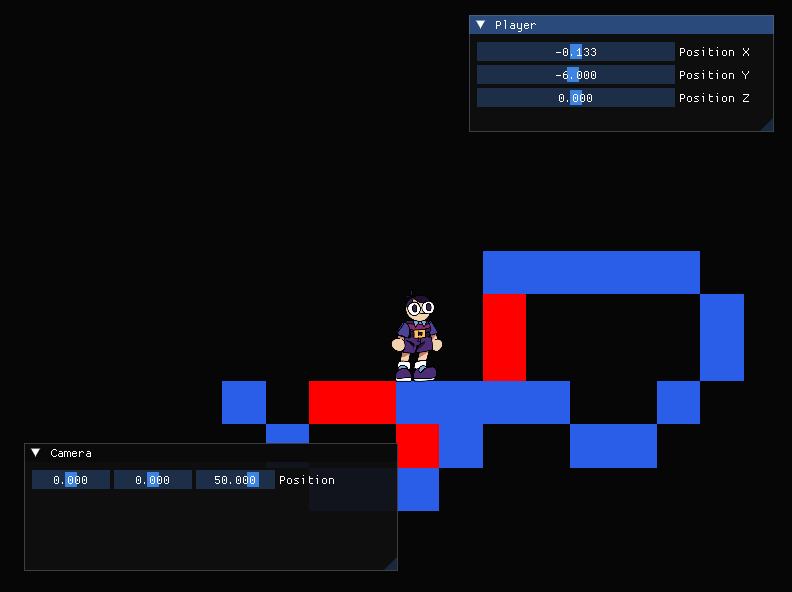 Player
-0.133 Position X
-6.000 Position Y
0.000 Position Z
Camera
0.000 0.000 50.000 Position